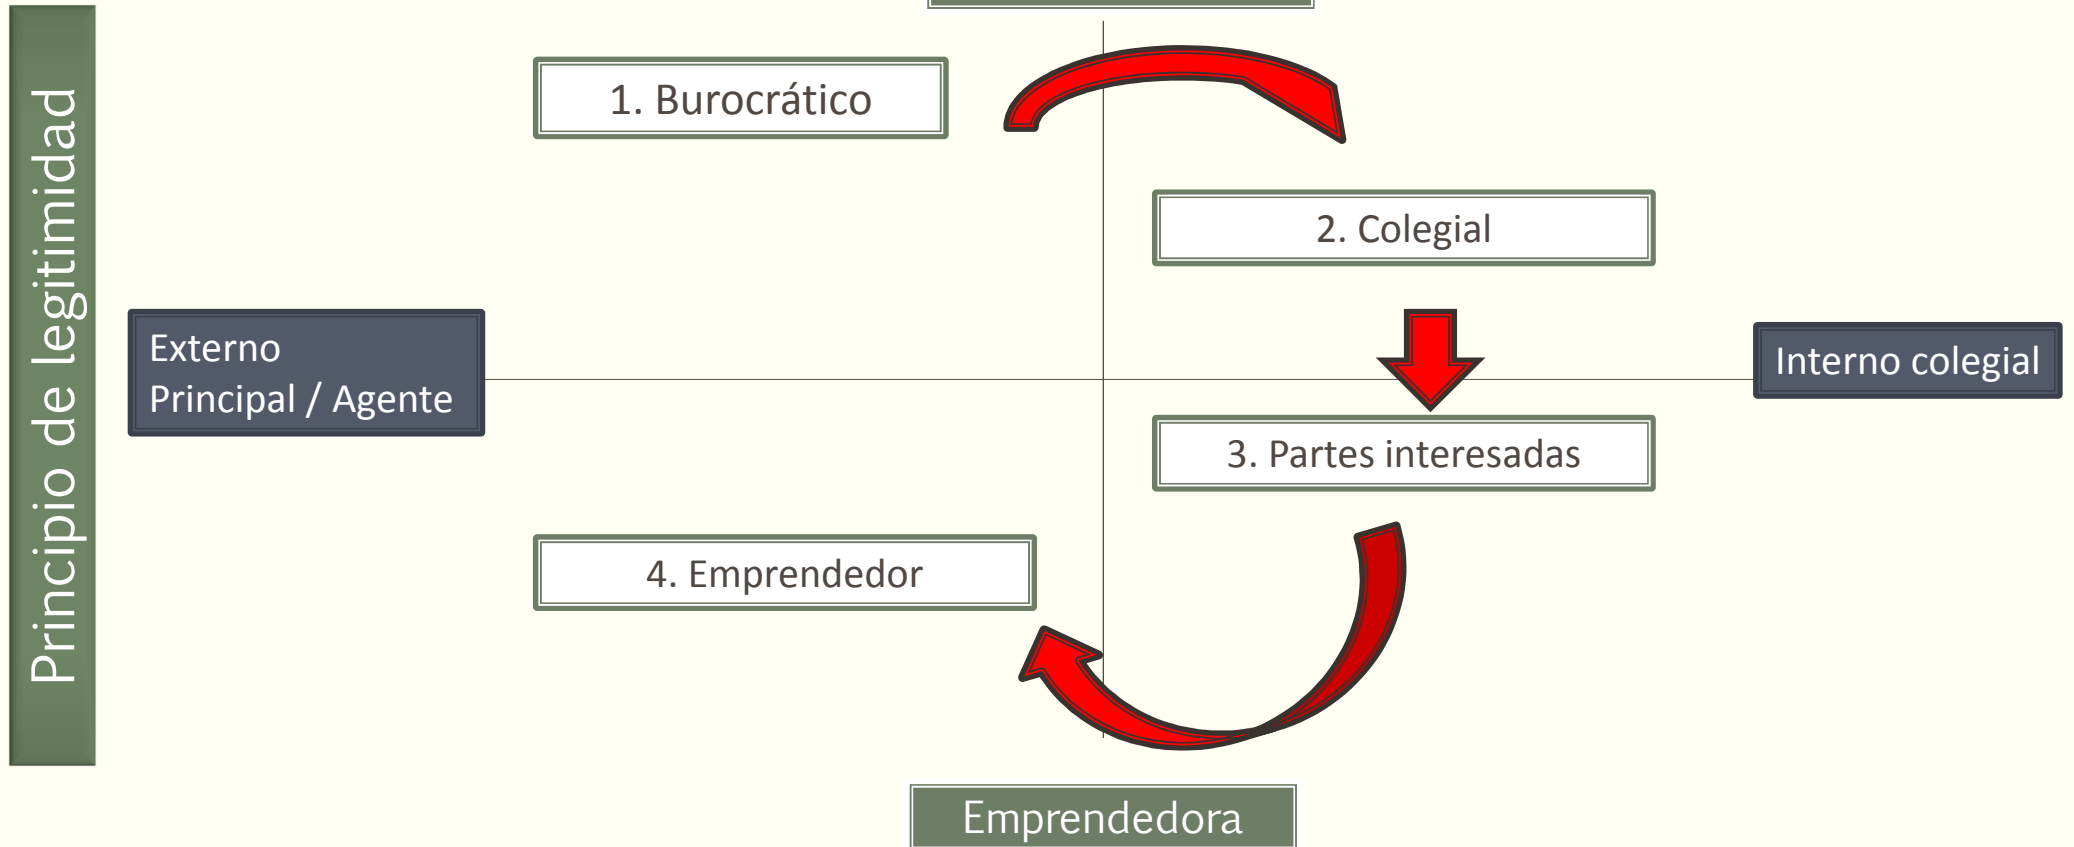 Principio de legitimidad
1. Burocrático
2. Colegial
Externo
Principal / Agente
Interno colegial
3. Partes interesadas
4. Emprendedor
Emprendedora